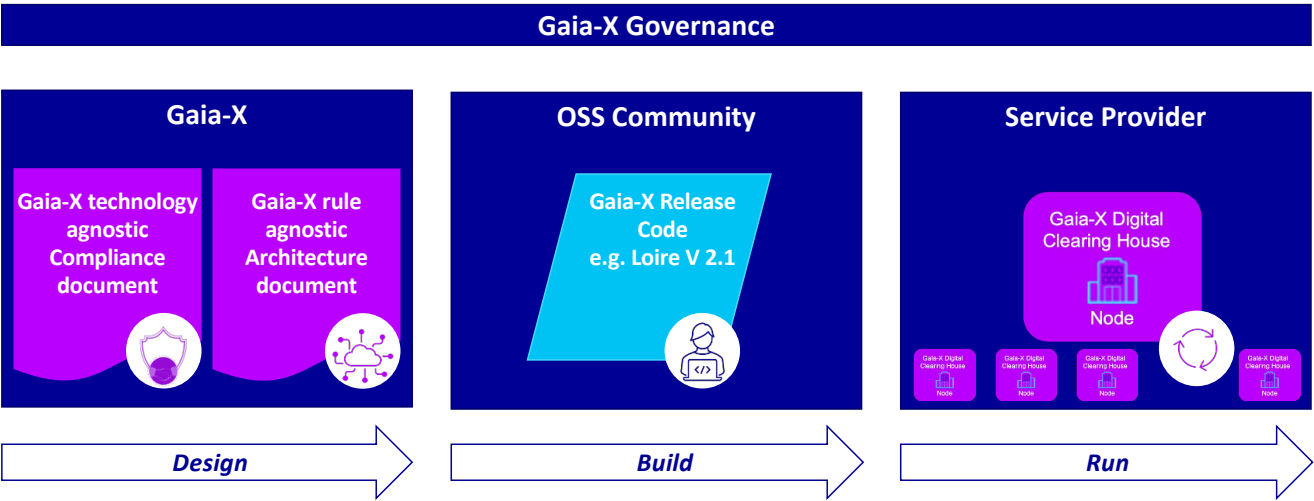 Gaia-X Governance
Gaia-X
Gaia-X technology
agnostic
Compliance
document
Gaia-X rule
agnostic
Architecture
document
OSS Community
Gaia-X Release
Code
e.g. Loire V 2.1
</>
Service Provider
Gaia-X Digital
Clearing House
Node
Gaia-X Digital
Clearing House
Node
Gaia-X Digital
Clearing House
Node
Gaia-X Digital
Clearing House
Node
Gaia-X Digital
Clearing House
Node
Design
Build
Run